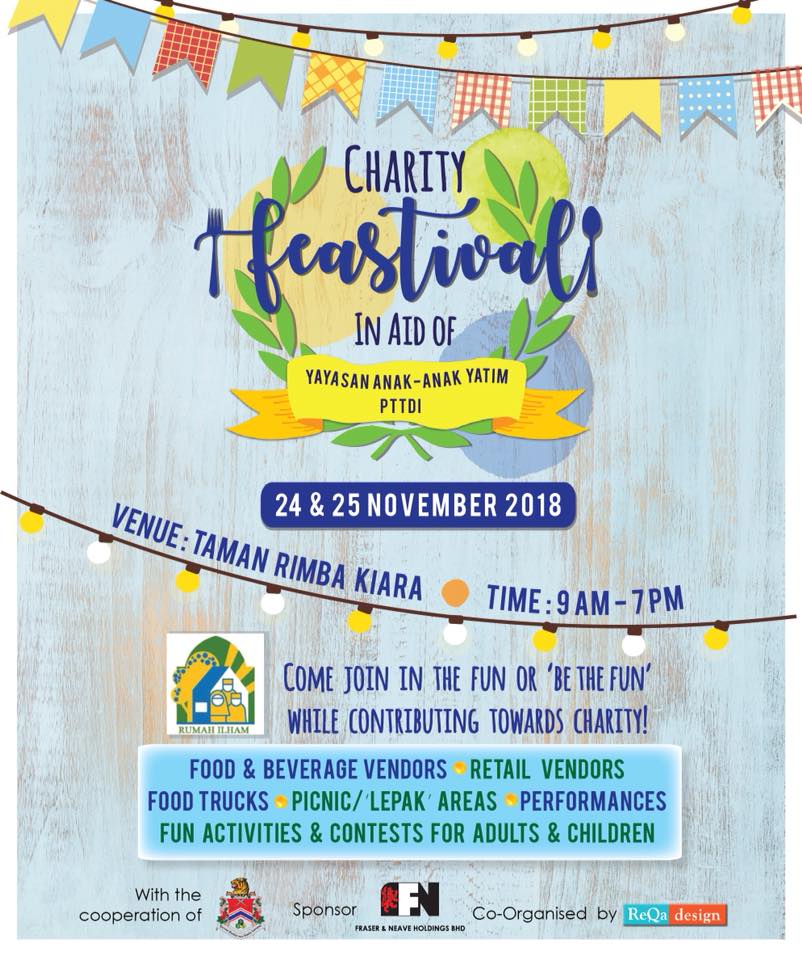 CHARITY
feastival
IN AID OF
YAYASAN ANAK-ANAK YATIM
PTTDI
24 & 25 NOVEMBER 2018
VENUE: TAMAN RIMBA KIARA
TIME: 9 AM - 7 PM
RUMAH ILHAM
COME JOIN IN THE FUN OR 'BE THE FUN'
WHILE CONTRIBUTING TOWARDS CHARITY!
FOOD & BEVERAGE VENDORS • RETAIL VENDORS
FOOD TRUCKS • PICNIC/'LEPAK' AREAS • PERFORMANCES
FUN ACTIVITIES & CONTESTS FOR ADULTS & CHILDREN
With the
cooperation of
Sponsor
FN
FRASER & NEAVE HOLDINGS BHD
Co-Organised by
ReQa design